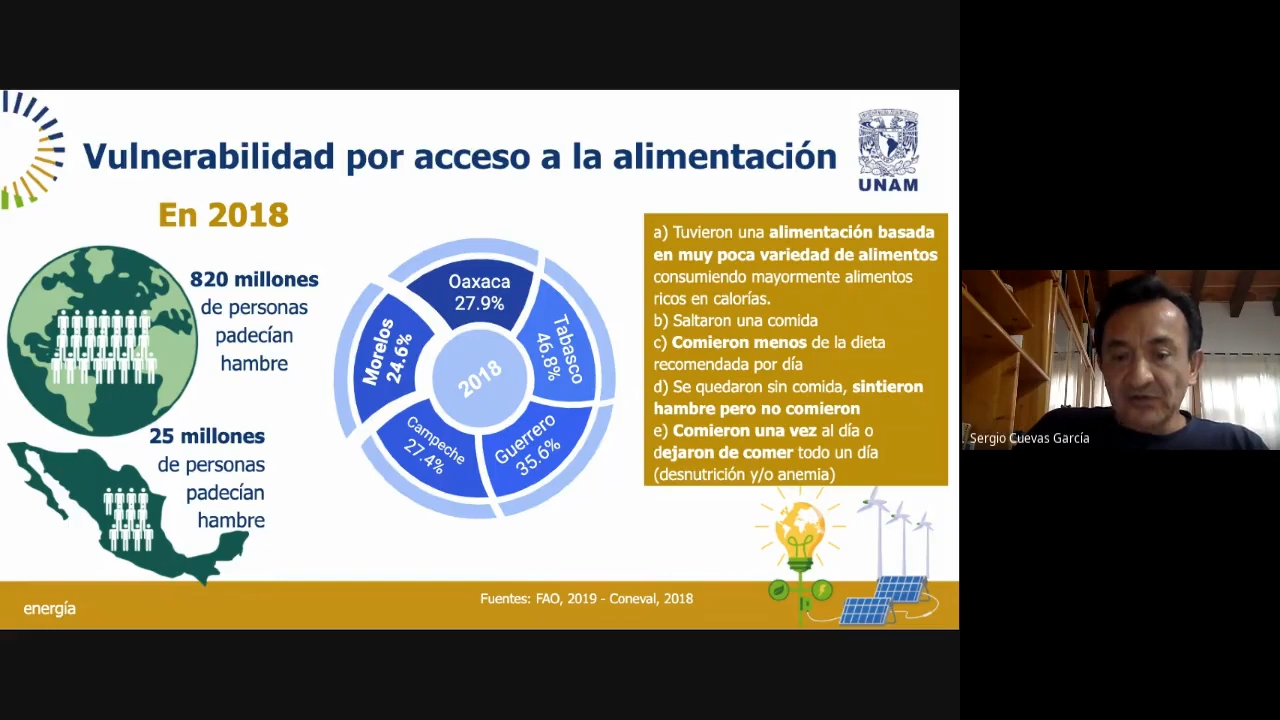 Vulnerabilidad por acceso a la alimentación
UNAM
En 2018
820 millones
de personas
padecían
hambre
25 millones
de personas
padecían
hambre
Oaxaca
27.9%
Tabasco
46.8%
Guerrero
35.6%
Campeche
27.4%
Morelos
24.6%
2018
a) Tuvieron una alimentación basada
en muy poca variedad de alimentos
consumiendo mayormente alimentos
ricos en calorías.
b) Saltaron una comida
c) Comieron menos de la dieta
recomendada por día
d) Se quedaron sin comida, sintieron
hambre pero no comieron
e) Comieron una vez al día o
dejaron de comer todo un día
(desnutrición y/o anemia)
Sergio Cuevas García
energía
Fuentes: FAO, 2019 - Coneval, 2018